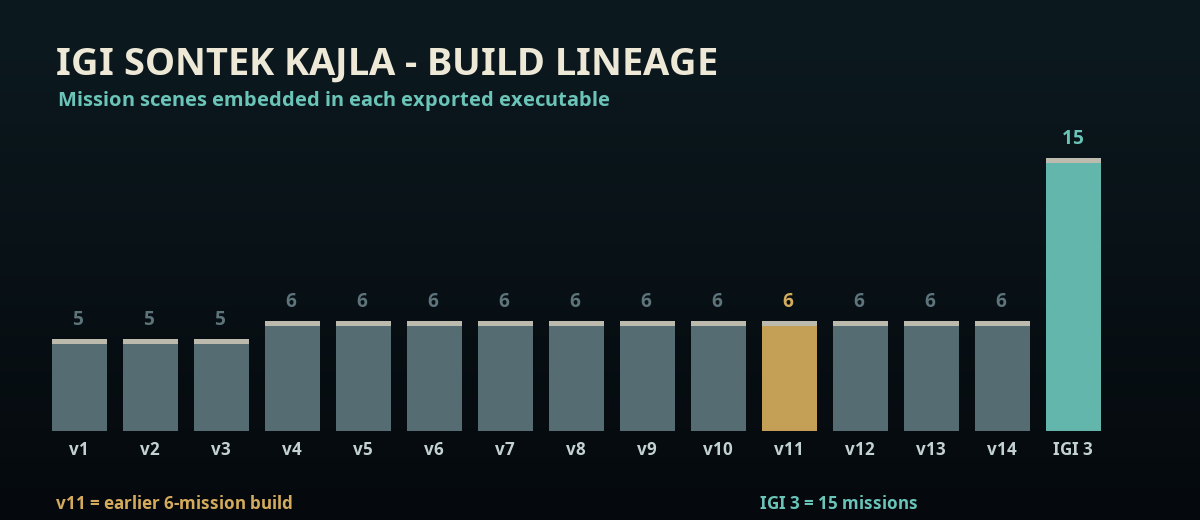 IGI SONTEK KAJLA - BUILD LINEAGE
Mission scenes embedded in each exported executable
15
6 6 6 6 6 6 6 6 6 6 6
5 5 5
v1 v2 v3 v4 v5 v6 v7 v8 v9 v10 v11 v12 v13 v14 IGI 3
v11 = earlier 6-mission build IGI 3 = 15 missions